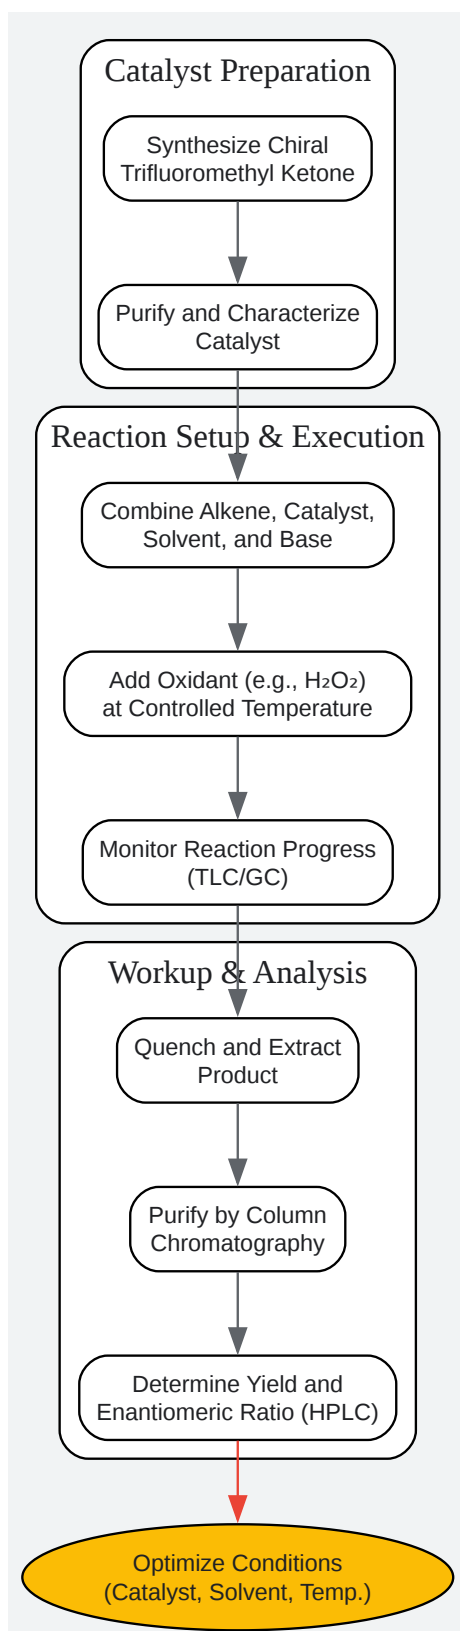 Catalyst Preparation
Synthesize Chiral
Trifluoromethyl Ketone
Purify and Characterize
Catalyst
Reaction Setup & Execution
Combine Alkene, Catalyst,
Solvent, and Base
Add Oxidant (e.g., H₂O₂)
at Controlled Temperature
Monitor Reaction Progress
(TLC/GC)
Workup & Analysis
Quench and Extract
Product
Purify by Column
Chromatography
Determine Yield and
Enantiomeric Ratio (HPLC)
Optimize Conditions
(Catalyst, Solvent, Temp.)